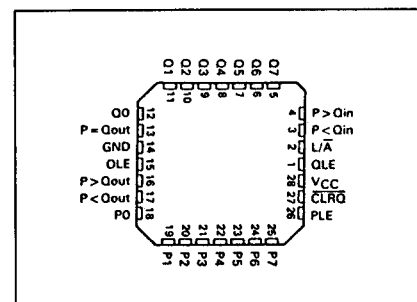 Q1 Q2 Q3 Q4 Q5 Q6 Q7
11 10 9 8 7 6 5
Q0 12 4 P>Qin
P=Qout 13 3 P<Qin
GND 14 2 L/A̅
OLE 15 1 QLE
P>Qout 16 28 VCC
P<Qout 17 27 C̅L̅R̅Q̅
P0 18 26 PLE
19 20 21 22 23 24 25
P1 P2 P3 P4 P5 P6 P7